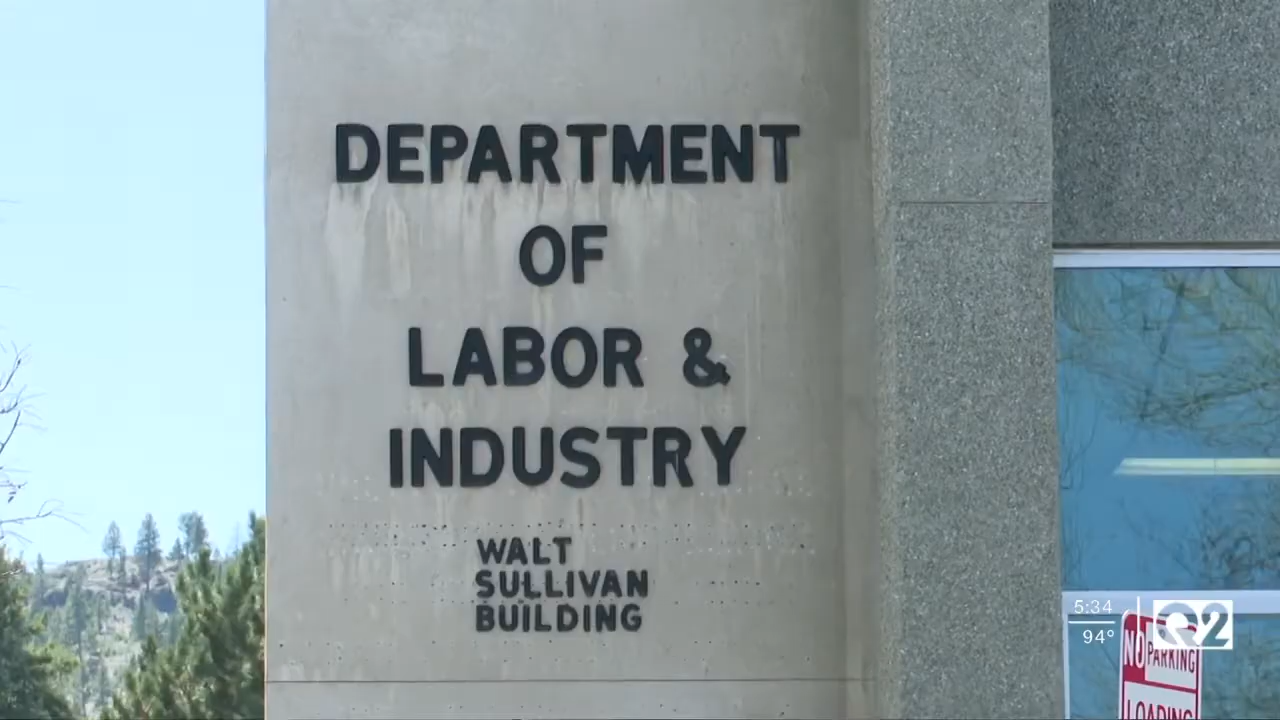 DEPARTMENT
OF
LABOR &
INDUSTRY
WALT
SULLIVAN
BUILDING
5:34
94°
Q2
NO PARKING
LOADING